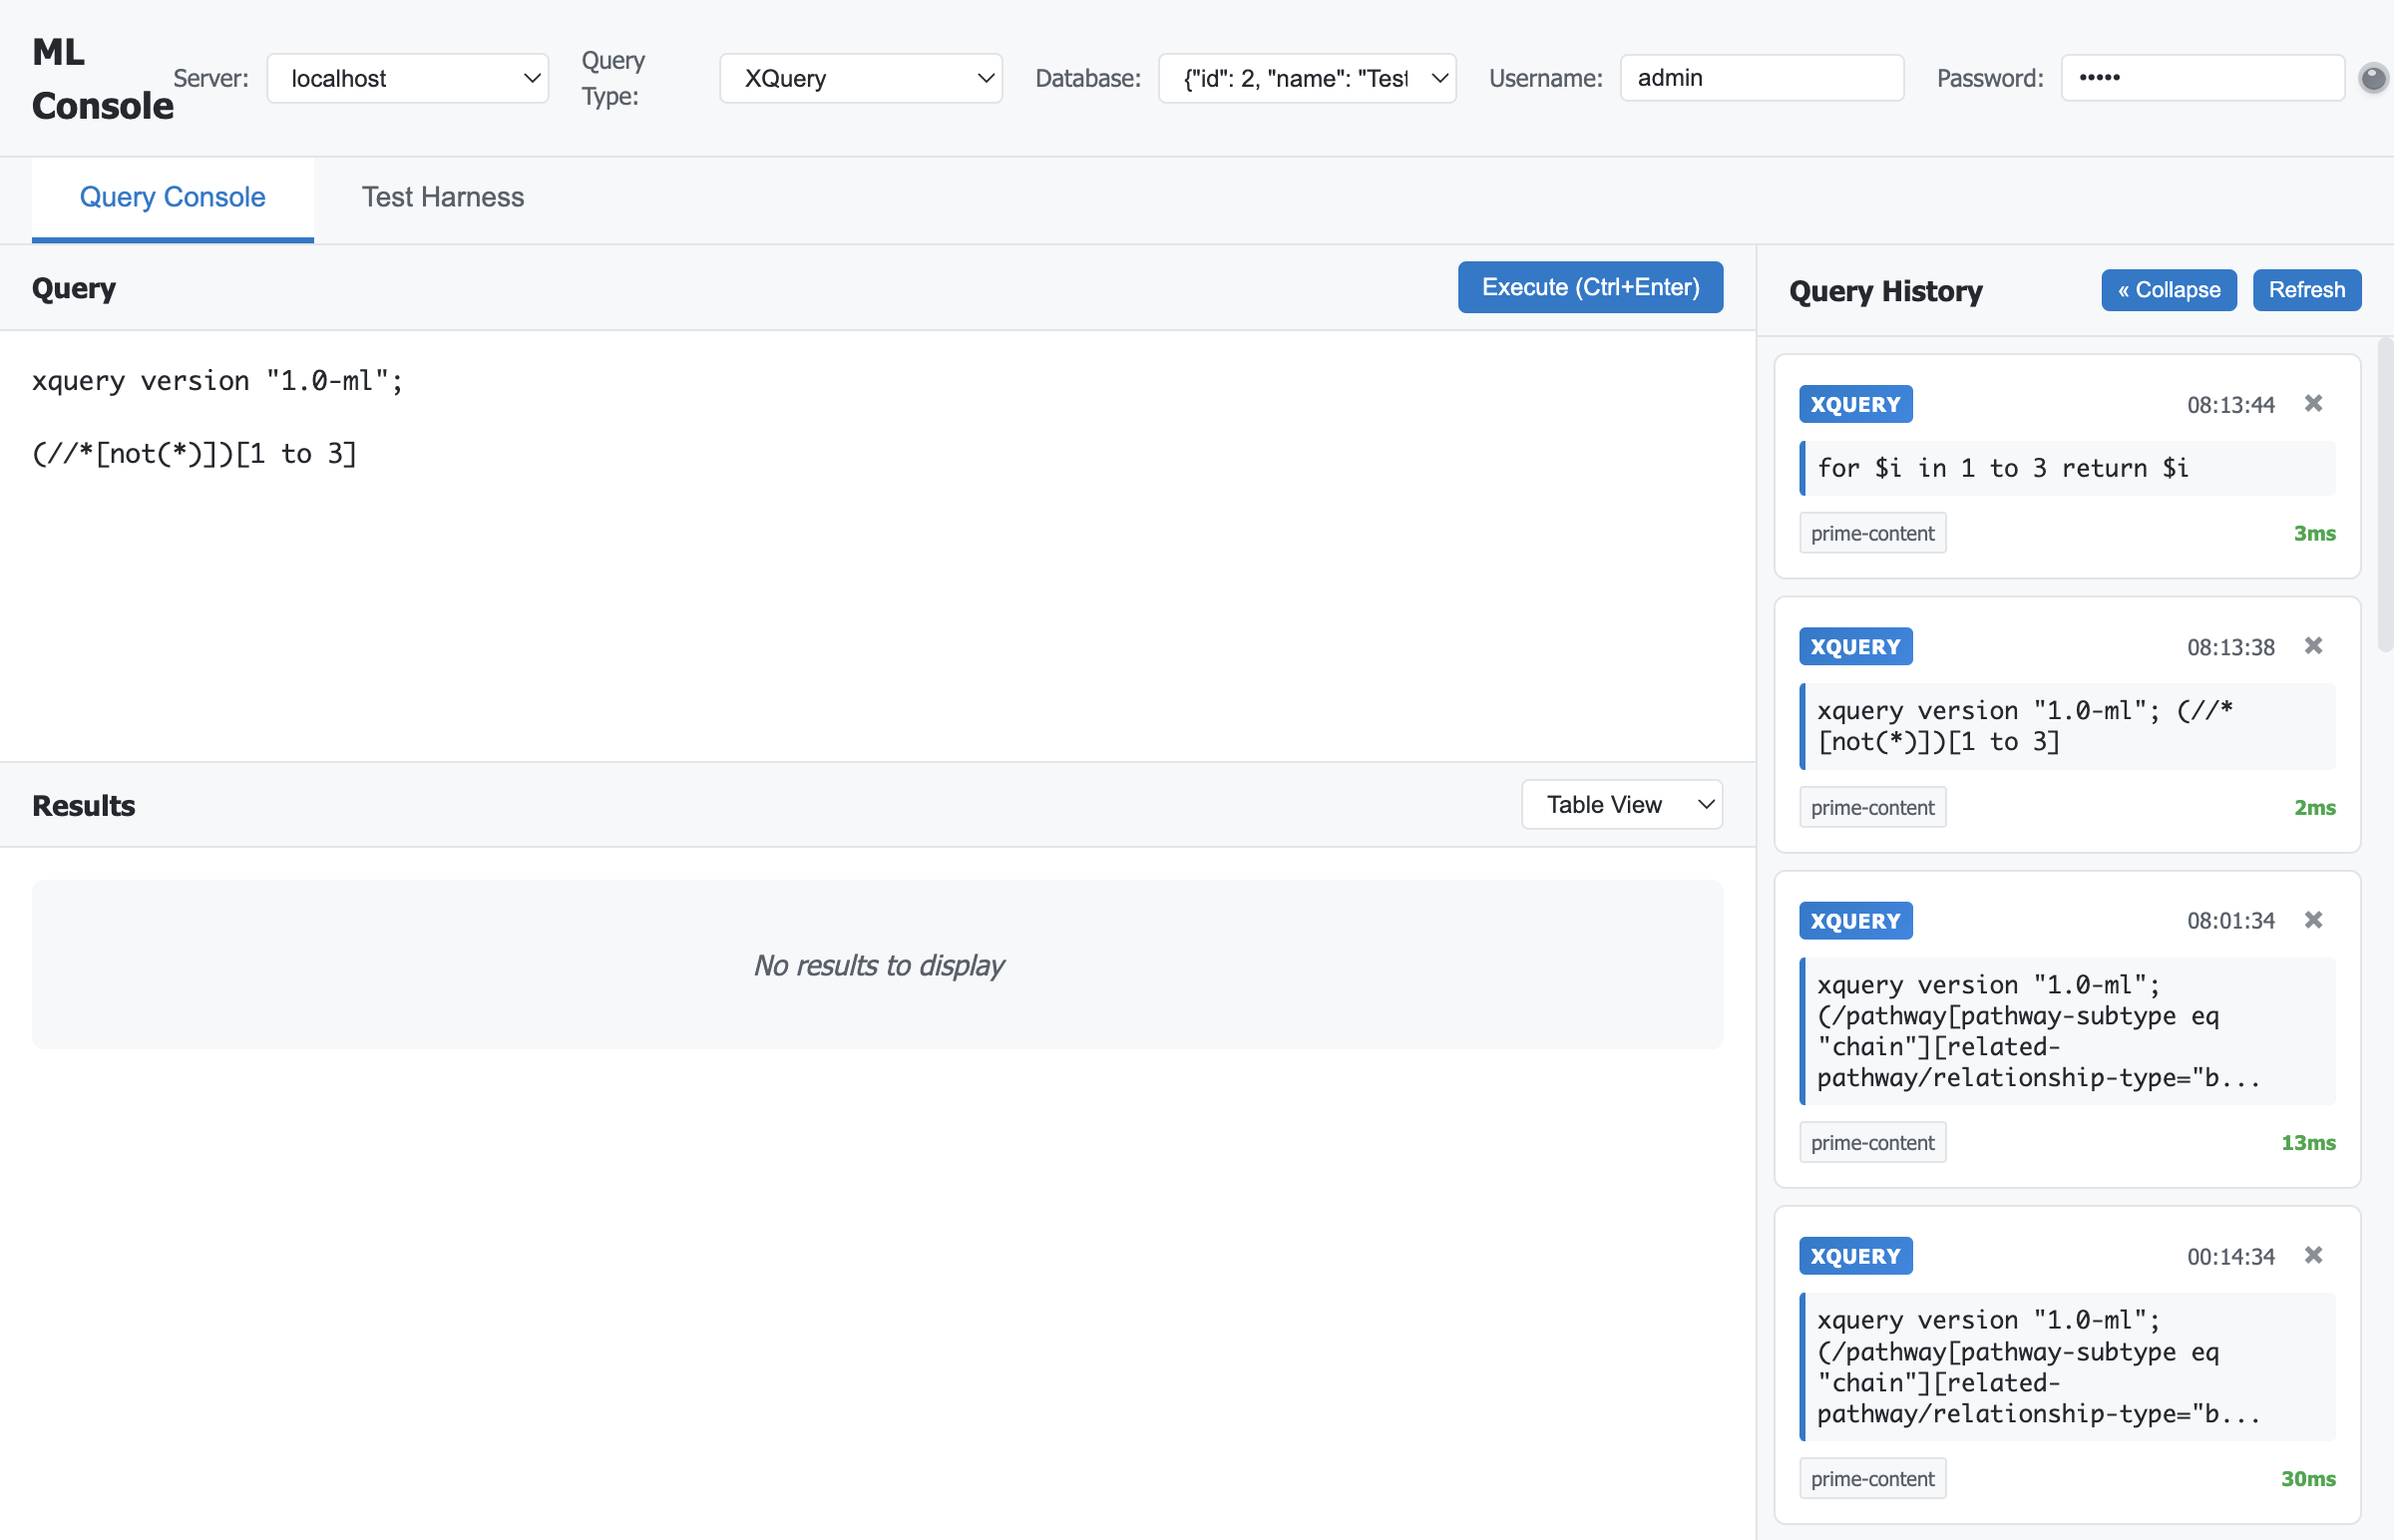 ML
Console
Server:
localhost
Query
Type:
XQuery
Database:
{"id": 2, "name": "Test
Username:
admin
Password:
•••••
Query Console
Test Harness
Query
Execute (Ctrl+Enter)
xquery version "1.0-ml";
(//*[not(*)])[1 to 3]
Results
Table View
No results to display
Query History
« Collapse
Refresh
XQUERY
08:13:44
✖
for $i in 1 to 3 return $i
prime-content
3ms
XQUERY
08:13:38
✖
xquery version "1.0-ml"; (//*
[not(*)])[1 to 3]
prime-content
2ms
XQUERY
08:01:34
✖
xquery version "1.0-ml";
(/pathway[pathway-subtype eq
"chain"][related-
pathway/relationship-type="b...
prime-content
13ms
XQUERY
00:14:34
✖
xquery version "1.0-ml";
(/pathway[pathway-subtype eq
"chain"][related-
pathway/relationship-type="b...
prime-content
30ms